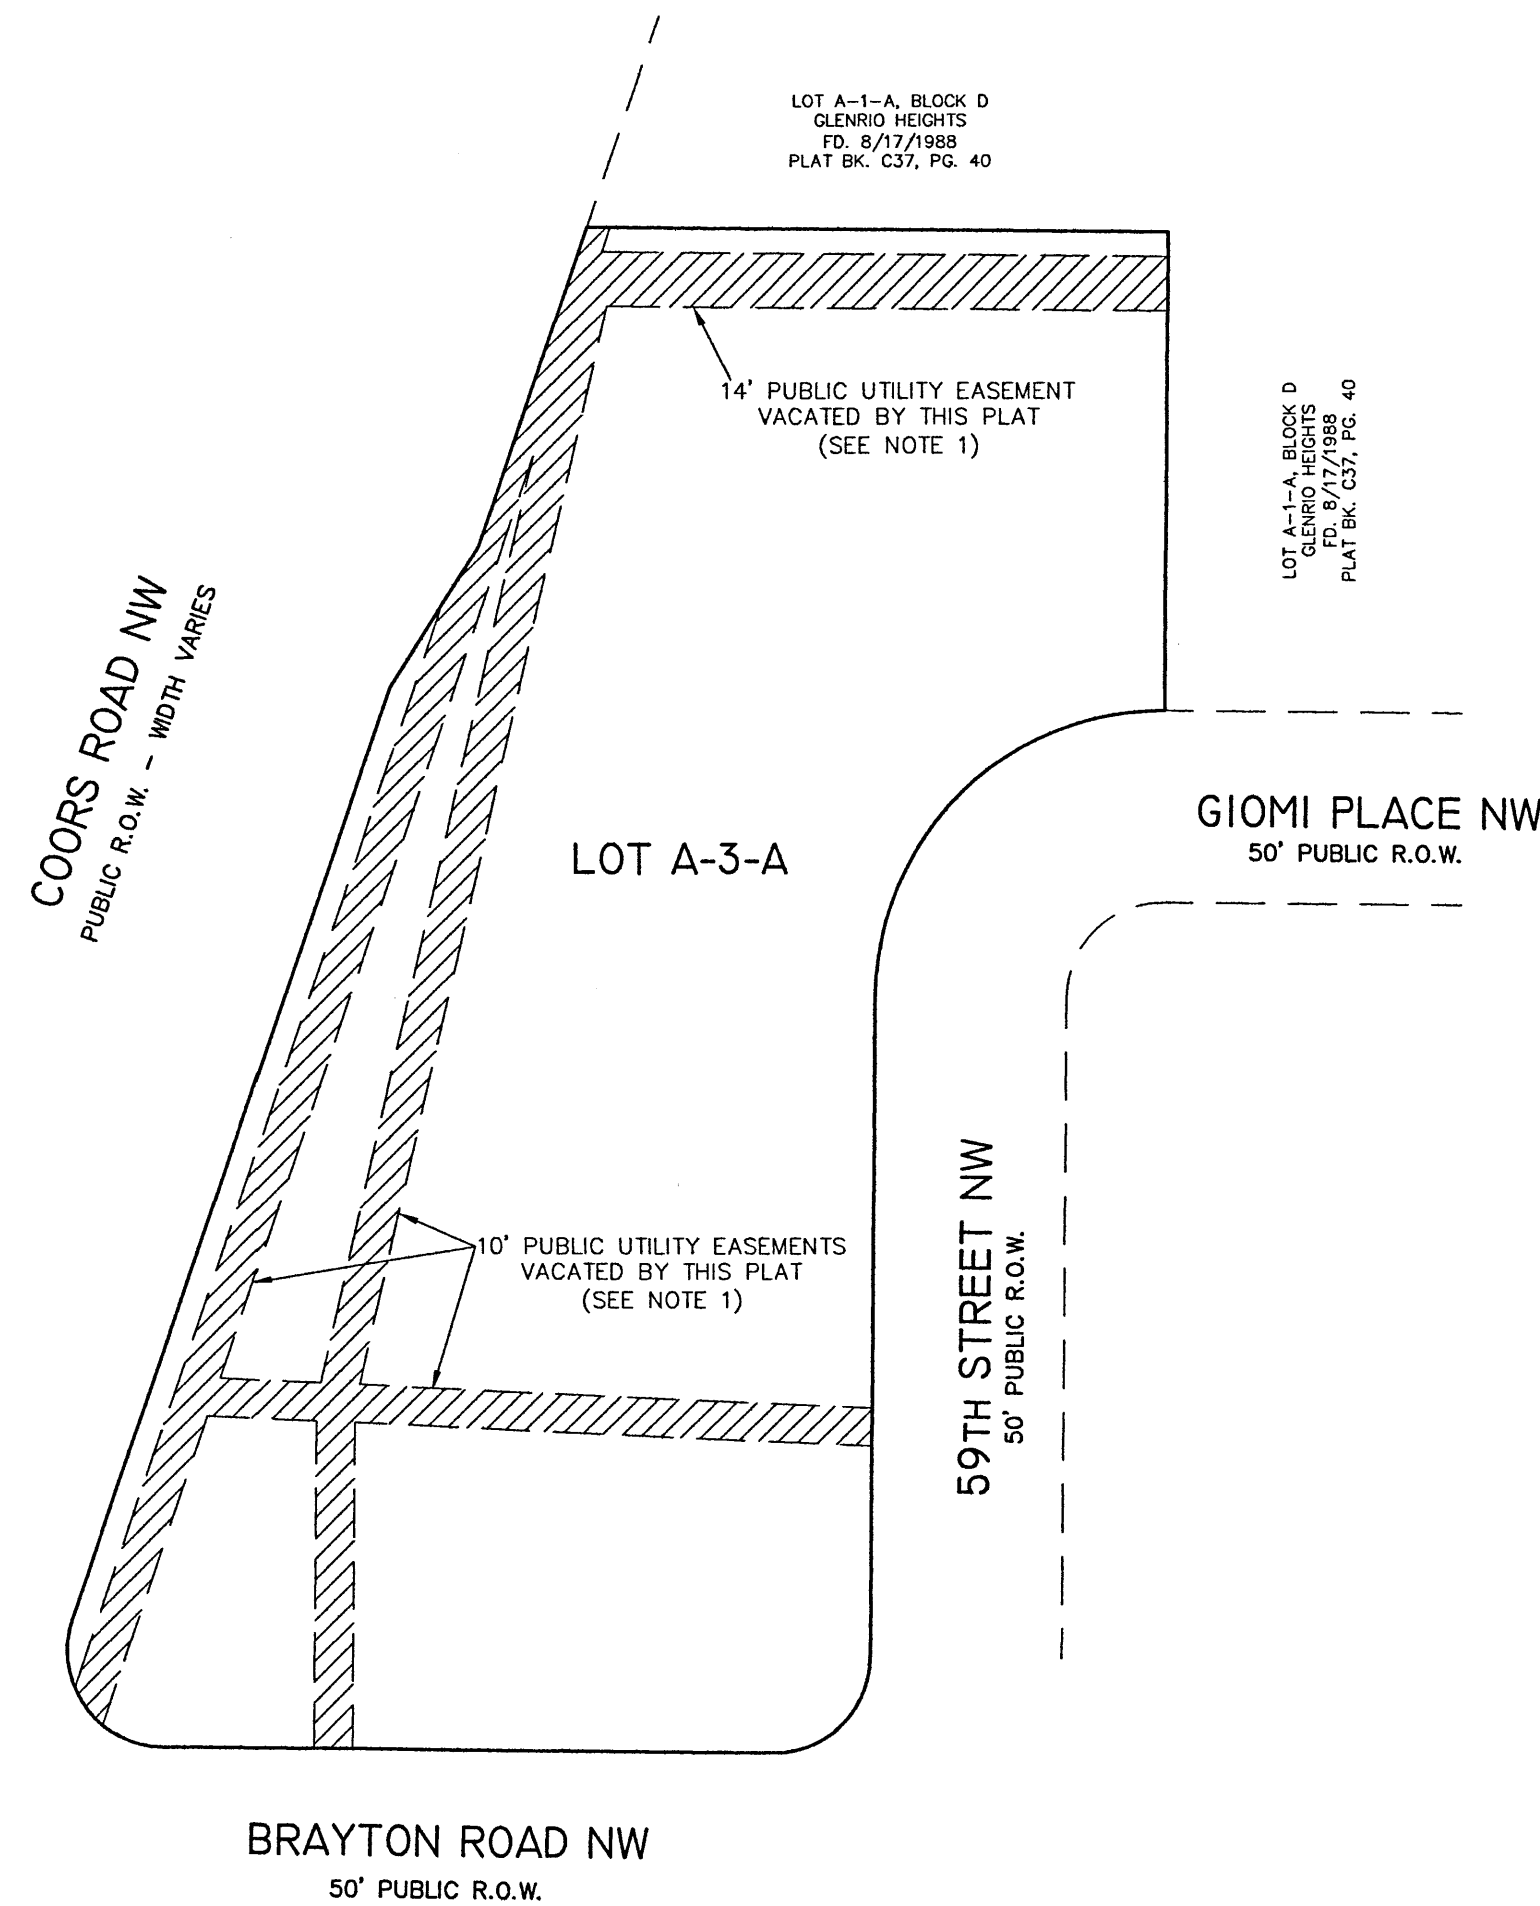 LOT A-1-A, BLOCK D
GLENRIO HEIGHTS
FD. 8/17/1988
PLAT BK. C37, PG. 40
14' PUBLIC UTILITY EASEMENT
VACATED BY THIS PLAT
(SEE NOTE 1)
LOT A-1-A, BLOCK D
GLENRIO HEIGHTS
FD. 8/17/1988
PLAT BK. C37, PG. 40
COORS ROAD NW
PUBLIC R.O.W. - WIDTH VARIES
GIOMI PLACE NW
50' PUBLIC R.O.W.
LOT A-3-A
10' PUBLIC UTILITY EASEMENTS
VACATED BY THIS PLAT
(SEE NOTE 1)
59TH STREET NW
50' PUBLIC R.O.W.
BRAYTON ROAD NW
50' PUBLIC R.O.W.